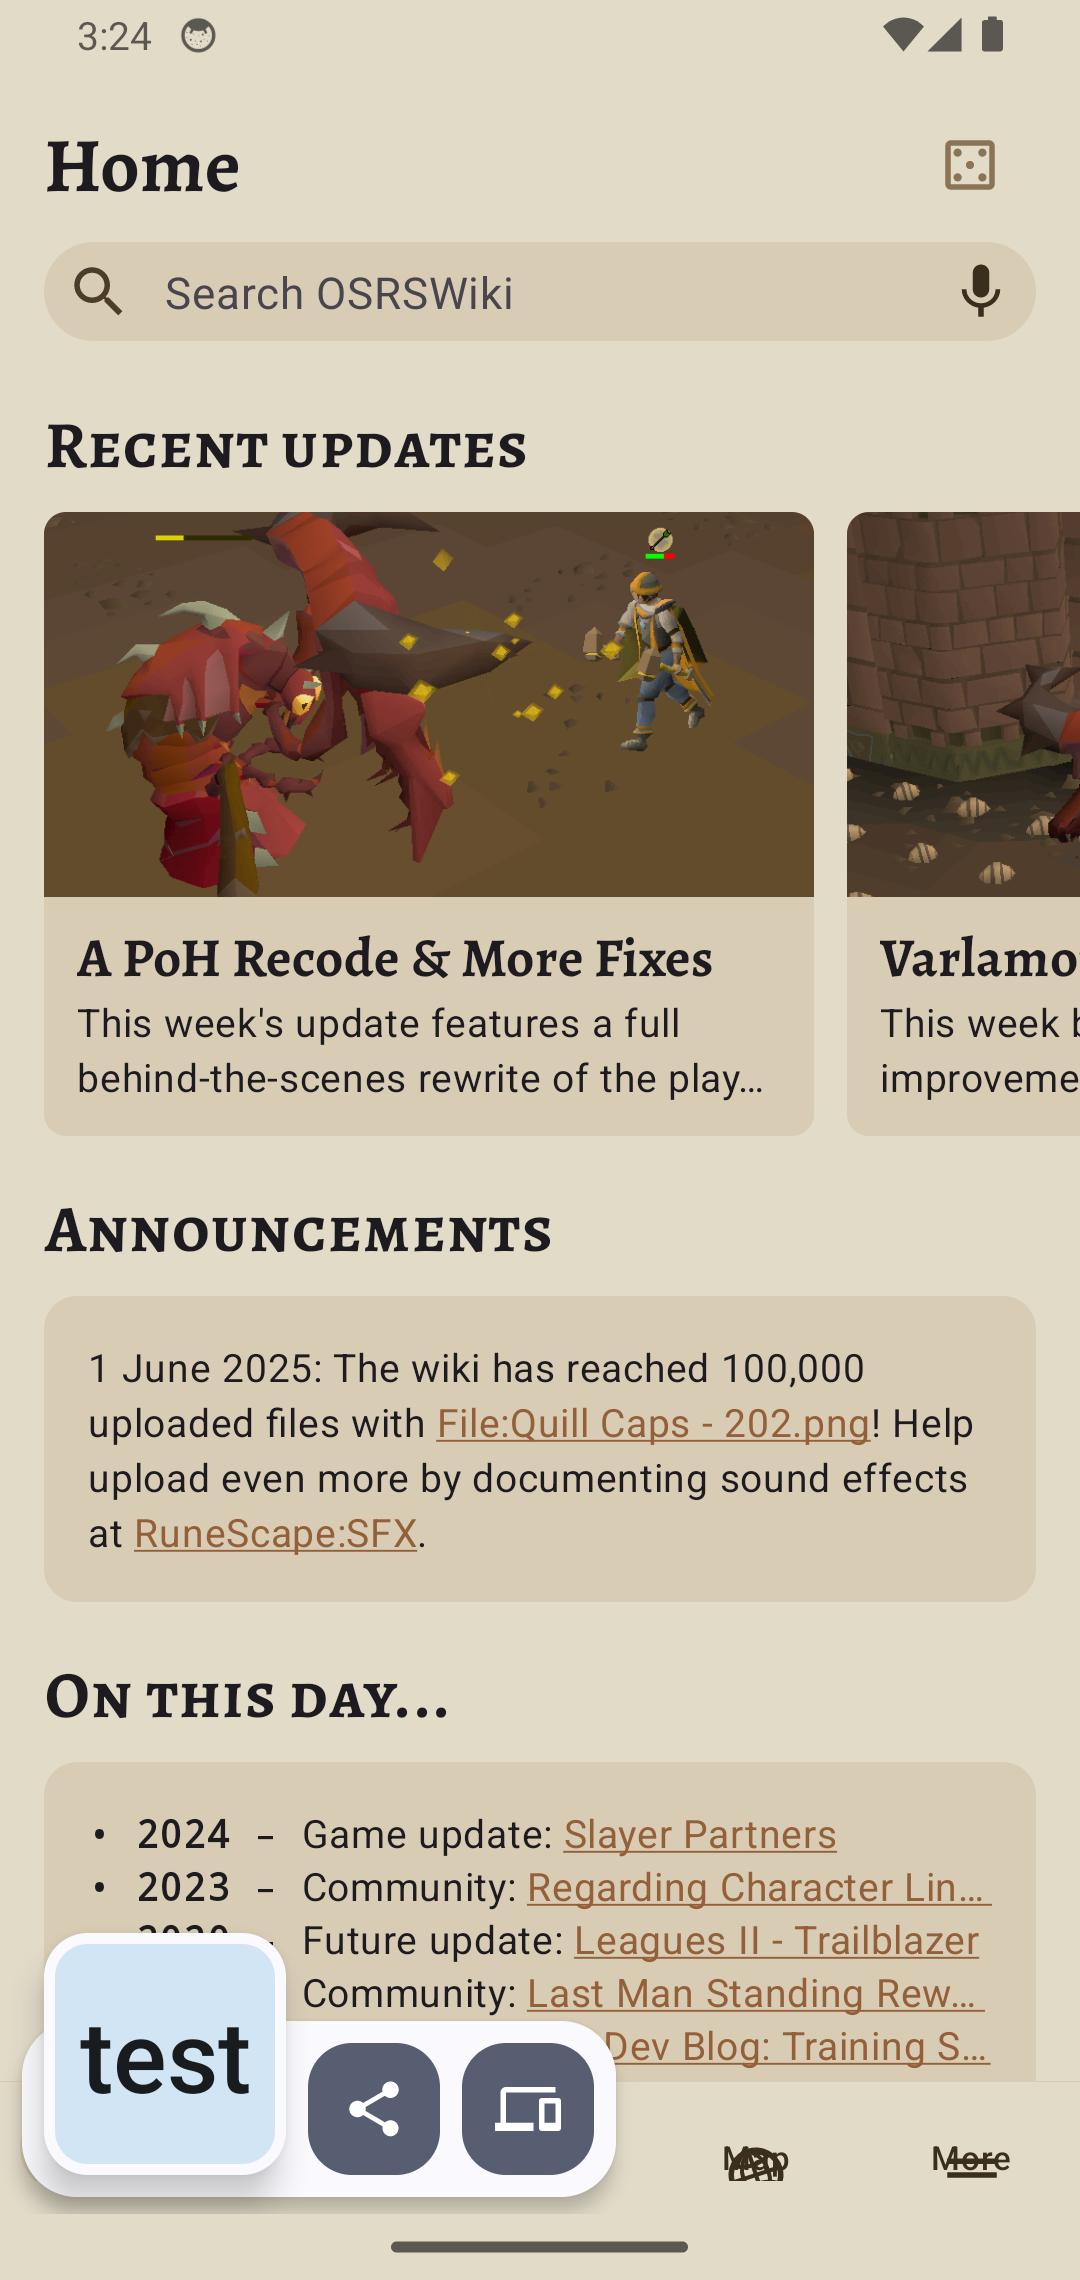 3:24
Home
Search OSRSWiki
Recent updates
A PoH Recode & More Fixes
This week's update features a full
behind-the-scenes rewrite of the play...
Varlamo
This week b
improveme
Announcements
1 June 2025: The wiki has reached 100,000
uploaded files with File:Quill Caps - 202.png! Help
upload even more by documenting sound effects
at RuneScape:SFX.
On this day...
• 2024 – Game update: Slayer Partners
• 2023 – Community: Regarding Character Lin...
2020 - Future update: Leagues II - Trailblazer
Community: Last Man Standing Rew...
Dev Blog: Training S...
test
Map
More